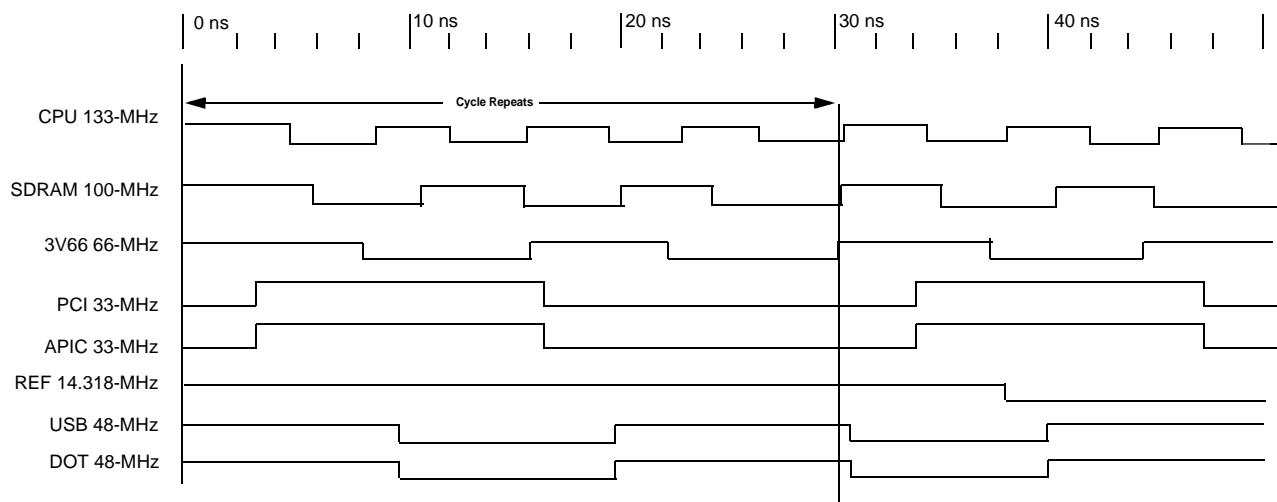 0 ns 10 ns 20 ns 30 ns 40 ns
Cycle Repeats
CPU 133-MHz
SDRAM 100-MHz
3V66 66-MHz
PCI 33-MHz
APIC 33-MHz
REF 14.318-MHz
USB 48-MHz
DOT 48-MHz